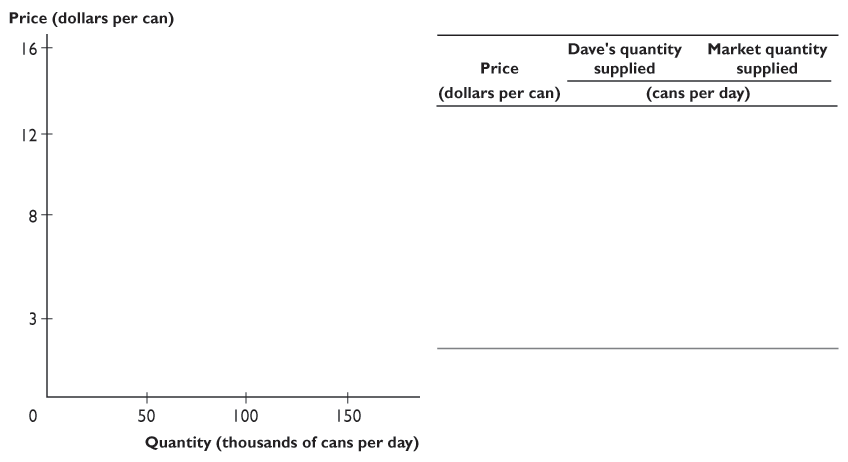 Price (dollars per can)
16
12
8
3
0
50
100
150
Quantity (thousands of cans per day)
Dave's quantity
Market quantity
Price
supplied
supplied
(dollars per can)
(cans per day)